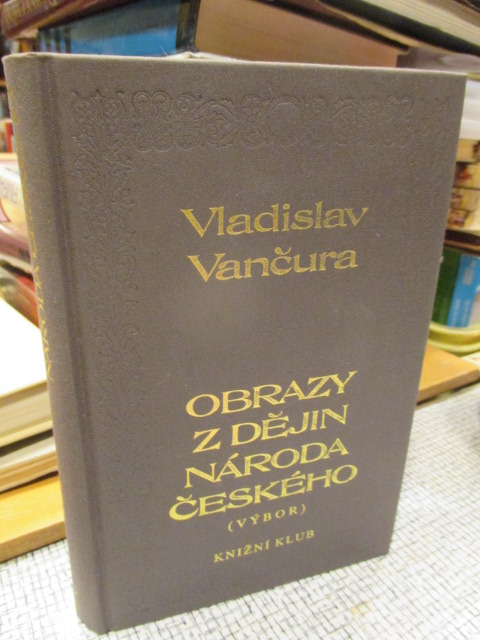 Vladislav
Vančura
OBRAZY
Z DĚJIN
NÁRODA
ČESKÉHO
(VÝBOR)
KNIŽNÍ KLUB